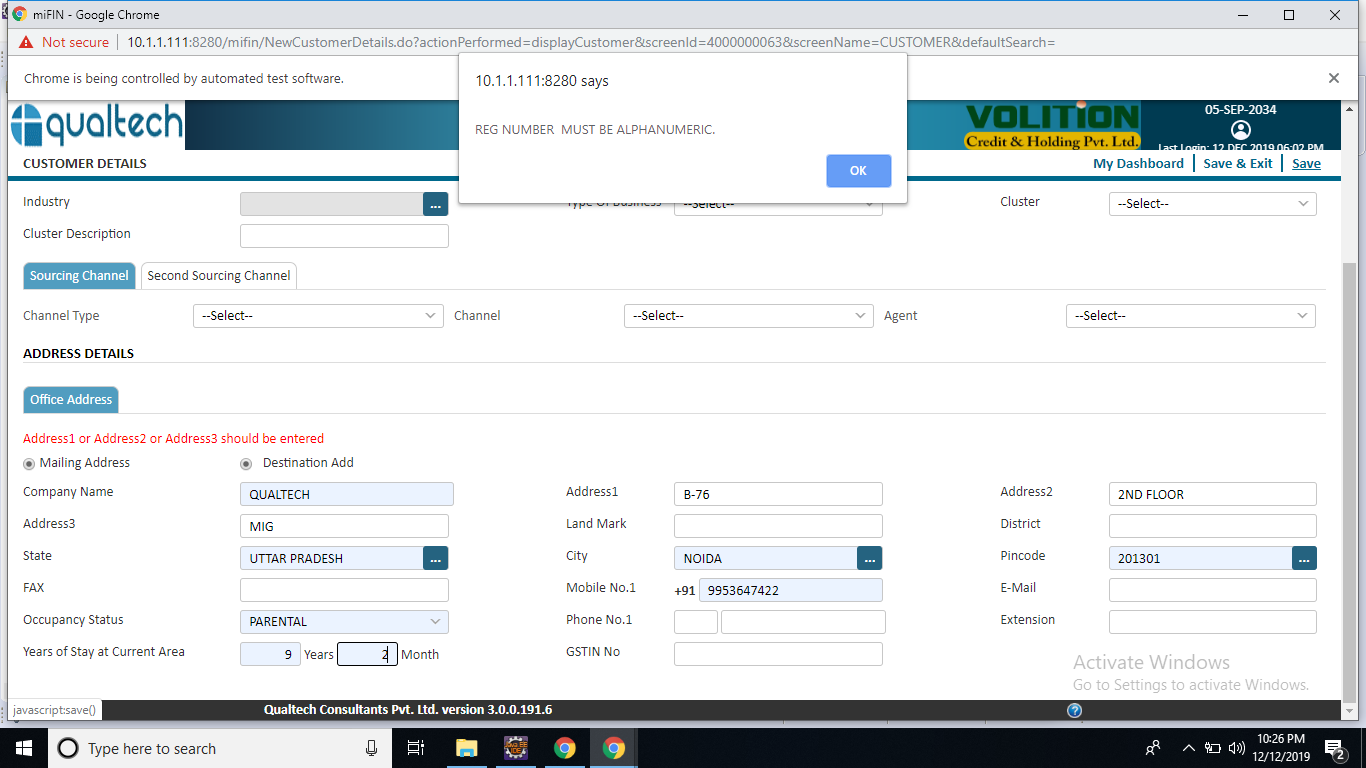 miFIN - Google Chrome
Not secure | 10.1.1.111:8280/mifin/NewCustomerDetails.do?actionPerformed=displayCustomer&screenId=4000000063&screenName=CUSTOMER&defaultSearch=
Chrome is being controlled by automated test software.
10.1.1.111:8280 says
REG NUMBER  MUST BE ALPHANUMERIC.
OK
qualtech
VOLITION
Credit & Holding Pvt. Ltd.
05-SEP-2034
Last Login: 12 DEC 2019 06:02 PM
CUSTOMER DETAILS
My Dashboard | Save & Exit | Save
Industry ... Type Of Business --Select-- Cluster --Select--
Cluster Description
Sourcing Channel Second Sourcing Channel
Channel Type --Select-- Channel --Select-- Agent --Select--
ADDRESS DETAILS
Office Address
Address1 or Address2 or Address3 should be entered
Mailing Address Destination Add
Company Name QUALTECH Address1 B-76 Address2 2ND FLOOR
Address3 MIG Land Mark District
State UTTAR PRADESH ... City NOIDA ... Pincode 201301 ...
FAX Mobile No.1 +91 9953647422 E-Mail
Occupancy Status PARENTAL Phone No.1 Extension
Years of Stay at Current Area 9 Years 2 Month GSTIN No
Activate Windows
Go to Settings to activate Windows.
javascript:save()
Qualtech Consultants Pvt. Ltd. version 3.0.0.191.6
Type here to search
10:26 PM
12/12/2019
2